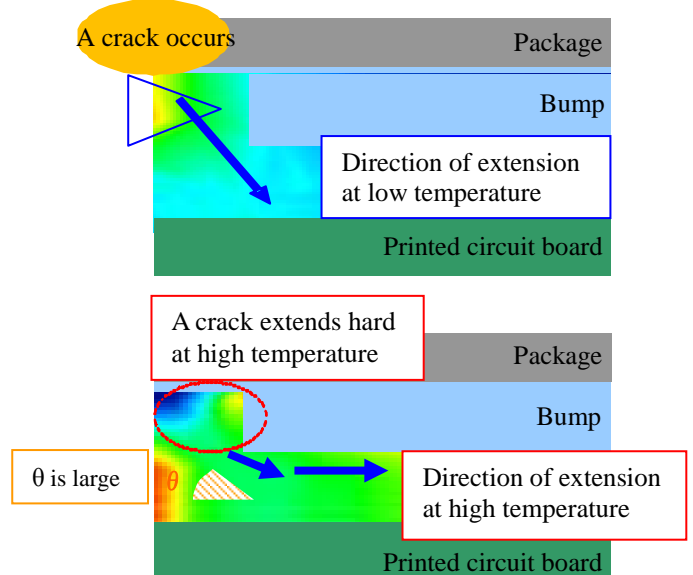 A crack occurs
Package
Bump
Direction of extension
at low temperature
Printed circuit board
A crack extends hard
at high temperature
Package
Bump
θ is large
θ
Direction of extension
at high temperature
Printed circuit board